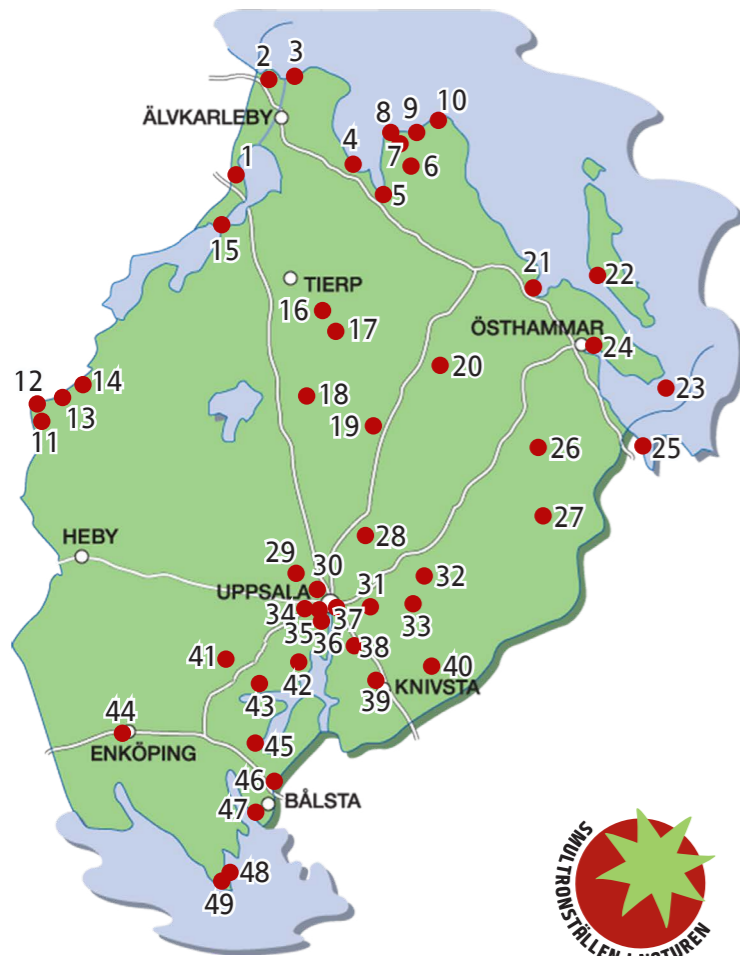 2 3
ÄLVKARLEBY
8 9 10
4 7 6
1 5
15
TIERP
21 22
16
17
ÖSTHAMMAR
24
20
12 13 14
11
18
19
23
26 25
27
HEBY
28
29 30
UPPSALA
31 32
34 37 33
35
36 38
41 42
40
43 39 KNIVSTA
44
ENKÖPING
45
46
BÅLSTA
47
48
49
SMULTRONSTÄLLEN I NATUREN